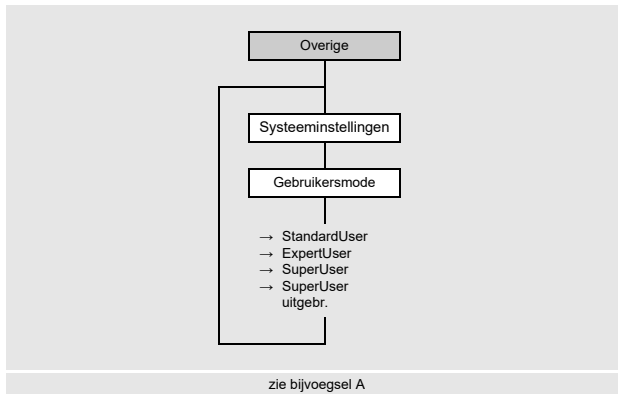 Overige
Systeeminstellingen
Gebruikersmode
→ StandardUser
→ ExpertUser
→ SuperUser
→ SuperUser
uitgebr.
zie bijvoegsel A